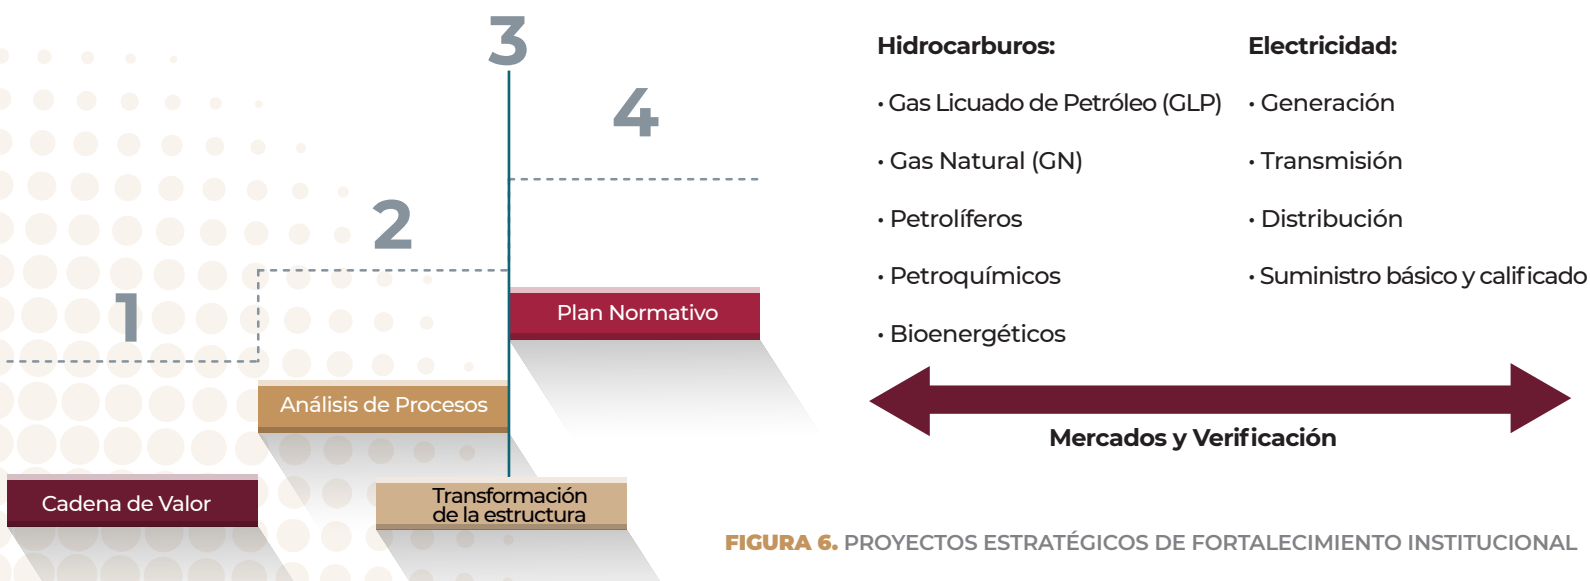 1
Cadena de Valor
2
Análisis de Procesos
3
Transformación
de la estructura
4
Plan Normativo
Hidrocarburos:
• Gas Licuado de Petróleo (GLP)
• Gas Natural (GN)
• Petrolíferos
• Petroquímicos
• Bioenergéticos
Electricidad:
• Generación
• Transmisión
• Distribución
• Suministro básico y calificado
Mercados y Verificación
FIGURA 6. PROYECTOS ESTRATÉGICOS DE FORTALECIMIENTO INSTITUCIONAL